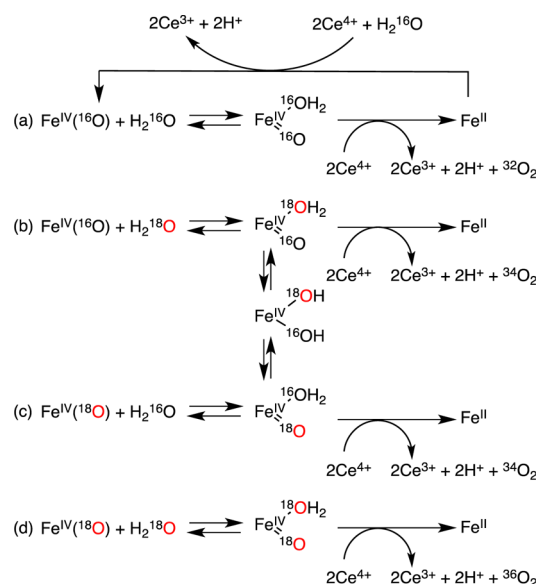 2Ce³⁺ + 2H⁺ 2Ce⁴⁺ + H₂¹⁶O
(a) Feᴵⱽ(¹⁶O) + H₂¹⁶O Feᴵⱽ ¹⁶OH₂ ¹⁶O Feᴵᴵ
2Ce⁴⁺ 2Ce³⁺ + 2H⁺ + ³²O₂
(b) Feᴵⱽ(¹⁶O) + H₂¹⁸O Feᴵⱽ ¹⁸OH₂ ¹⁶O Feᴵᴵ
2Ce⁴⁺ 2Ce³⁺ + 2H⁺ + ³⁴O₂
Feᴵⱽ ¹⁸OH ¹⁶OH
(c) Feᴵⱽ(¹⁸O) + H₂¹⁶O Feᴵⱽ ¹⁶OH₂ ¹⁸O Feᴵᴵ
2Ce⁴⁺ 2Ce³⁺ + 2H⁺ + ³⁴O₂
(d) Feᴵⱽ(¹⁸O) + H₂¹⁸O Feᴵⱽ ¹⁸OH₂ ¹⁸O Feᴵᴵ
2Ce⁴⁺ 2Ce³⁺ + 2H⁺ + ³⁶O₂